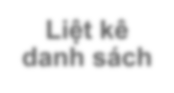 Liệt kê
danh sách